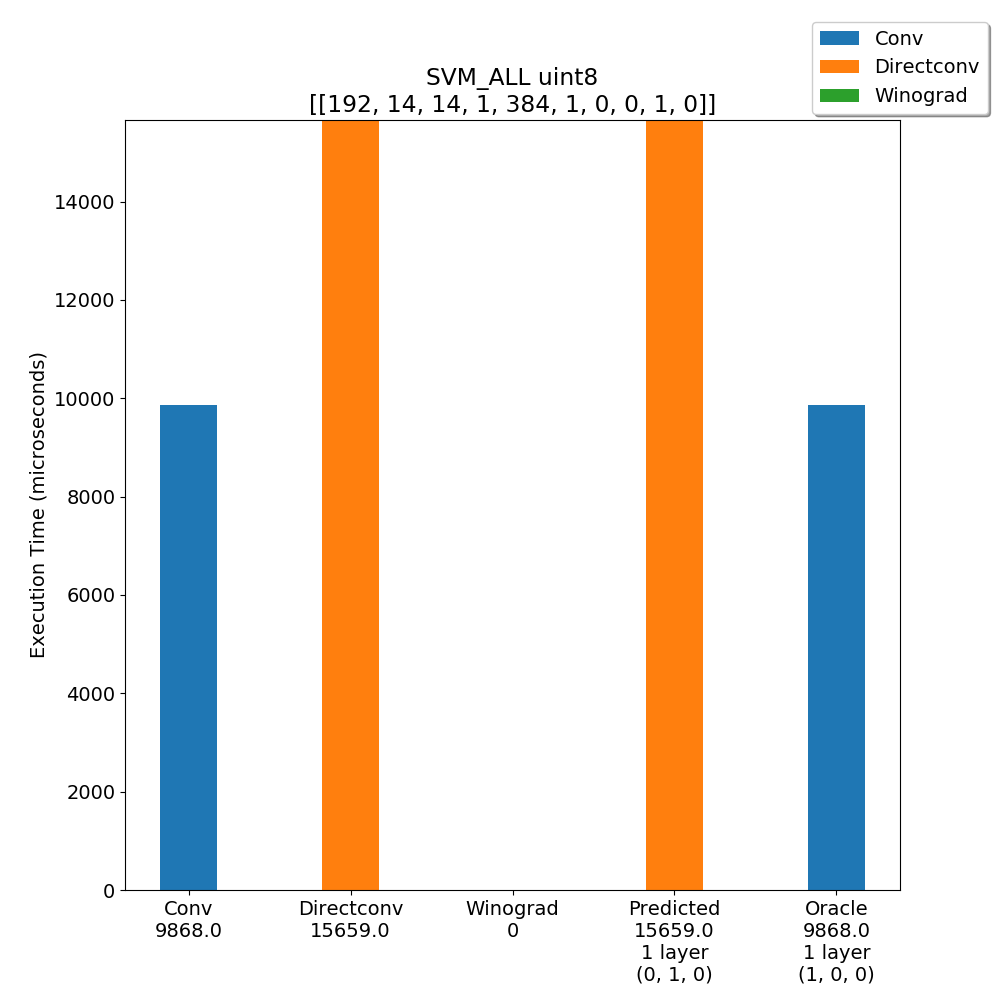 Conv
Directconv
Winograd
SVM_ALL uint8
[[192, 14, 14, 1, 384, 1, 0, 0, 1, 0]]
Execution Time (microseconds)
14000
12000
10000
8000
6000
4000
2000
0
Conv
9868.0
Directconv
15659.0
Winograd
0
Predicted
15659.0
1 layer
(0, 1, 0)
Oracle
9868.0
1 layer
(1, 0, 0)